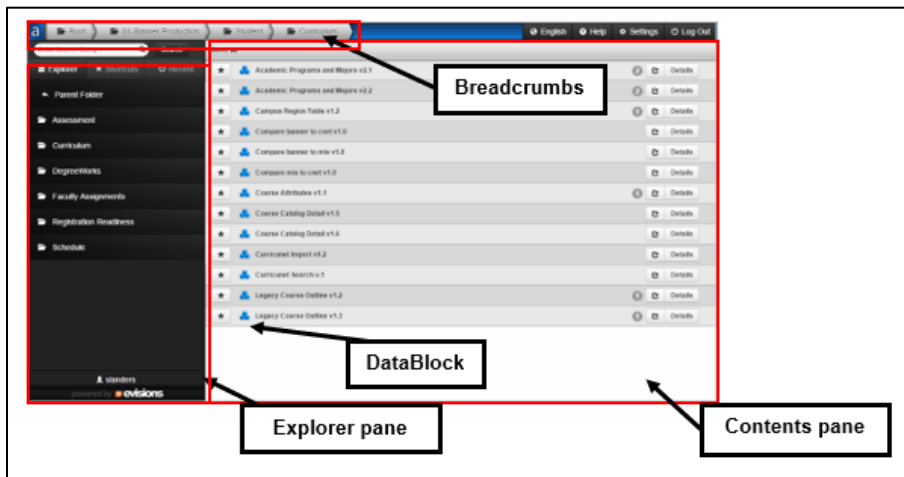 a Root 01-Banner Production Student Curriculum English Help Settings Log Out
Explorer Shortcuts Recent
Parent Folder
Assessment
Curriculum
DegreeWorks
Faculty Assignments
Registration Readiness
Schedule
slanders
powered by evisions
Academic Programs and Majors v2.1 Details
Academic Programs and Majors v2.2 Details
Campus Region Table v1.2 Details
Compare banner to cnet v1.0 Details
Compare banner to mis v1.0 Details
Compare mis to cnet v1.0 Details
Course Attributes v1.1 Details
Course Catalog Detail v1.5 Details
Course Catalog Detail v1.6 Details
Curricunet Import v1.2 Details
Curricunet Search v.1 Details
Legacy Course Outline v1.2 Details
Legacy Course Outline v1.3 Details
Breadcrumbs
DataBlock
Explorer pane
Contents pane